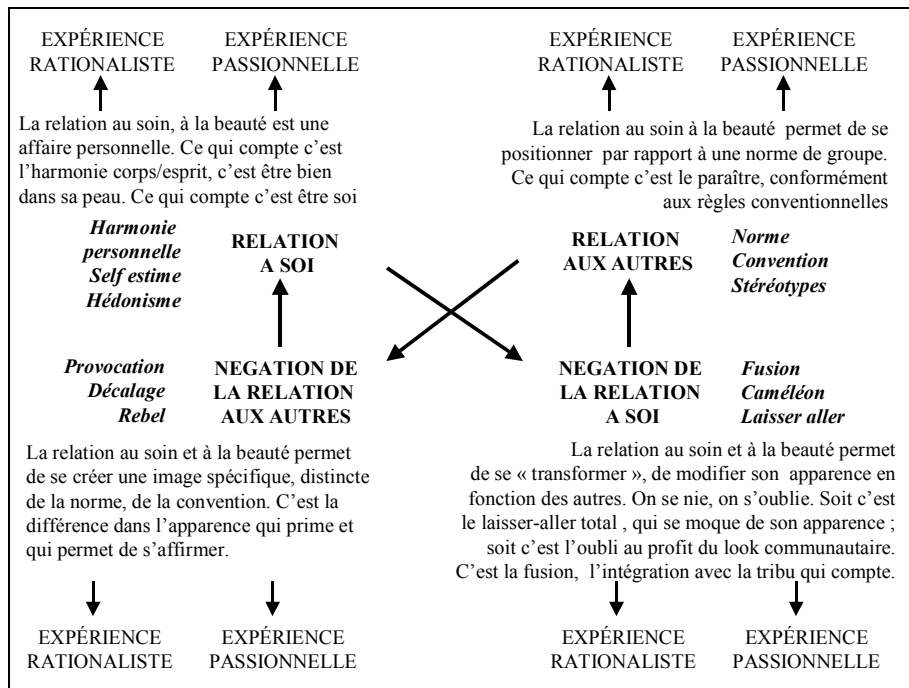 EXPÉRIENCE
RATIONALISTE
EXPÉRIENCE
PASSIONNELLE
EXPÉRIENCE
RATIONALISTE
EXPÉRIENCE
PASSIONNELLE
La relation au soin, à la beauté est une
affaire personnelle. Ce qui compte c’est
l’harmonie corps/esprit, c’est être bien
dans sa peau. Ce qui compte c’est être soi
La relation au soin à la beauté permet de se
positionner par rapport à une norme de groupe.
Ce qui compte c’est le paraître, conformément
aux règles conventionnelles
Harmonie
personnelle
Self estime
Hédonisme
RELATION
A SOI
RELATION
AUX AUTRES
Norme
Convention
Stéréotypes
Provocation
Décalage
Rebel
NEGATION DE
LA RELATION
AUX AUTRES
NEGATION DE
LA RELATION
A SOI
Fusion
Caméléon
Laisser aller
La relation au soin et à la beauté permet
de se créer une image spécifique, distincte
de la norme, de la convention. C’est la
différence dans l’apparence qui prime et
qui permet de s’affirmer.
La relation au soin et à la beauté permet
de se « transformer », de modifier son apparence en
fonction des autres. On se nie, on s’oublie. Soit c’est
le laisser-aller total , qui se moque de son apparence ;
soit c’est l’oubli au profit du look communautaire.
C’est la fusion, l’intégration avec la tribu qui compte.
EXPÉRIENCE
RATIONALISTE
EXPÉRIENCE
PASSIONNELLE
EXPÉRIENCE
RATIONALISTE
EXPÉRIENCE
PASSIONNELLE